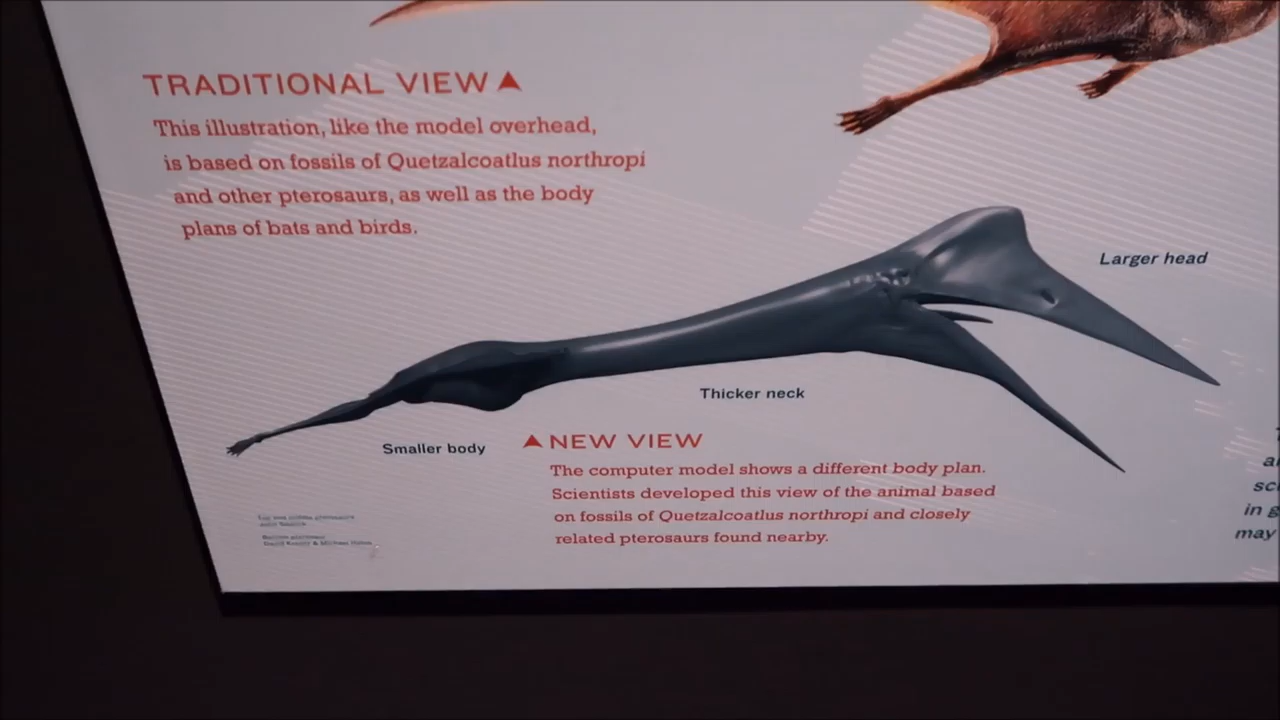 TRADITIONAL VIEW
This illustration, like the model overhead,
is based on fossils of Quetzalcoatlus northropi
and other pterosaurs, as well as the body
plans of bats and birds.
Larger head
Thicker neck
Smaller body
NEW VIEW
The computer model shows a different body plan.
Scientists developed this view of the animal based
on fossils of Quetzalcoatlus northropi and closely
related pterosaurs found nearby.
in g
may